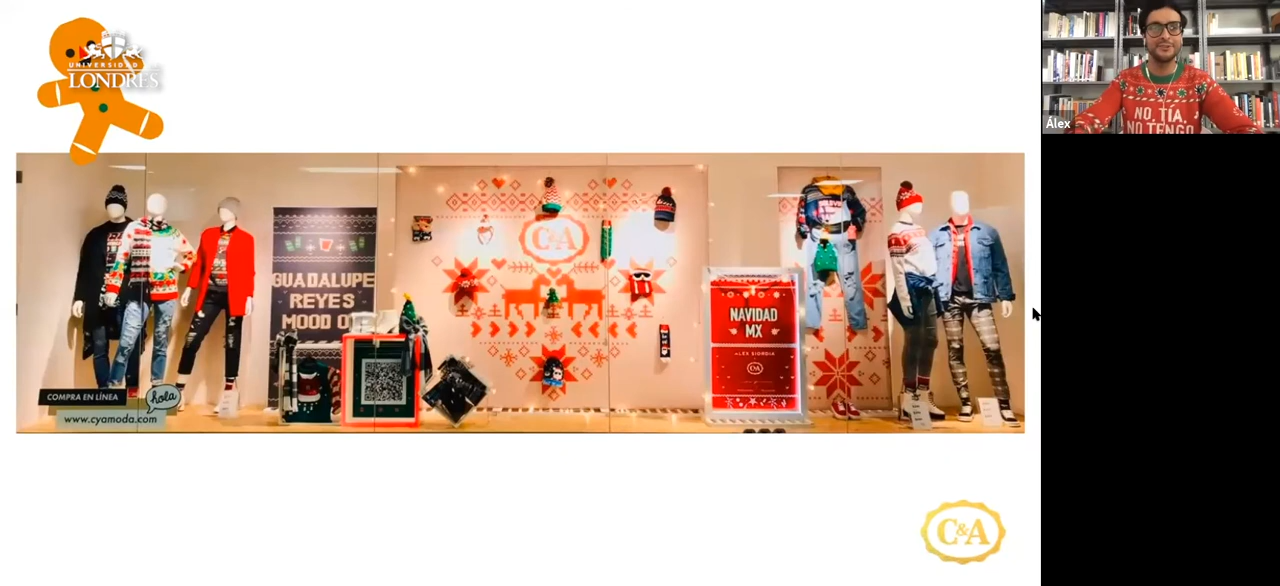 UNIVERSIDAD
LONDRES
Álex
NO, TÍA,
NO TENGO
C&A
GUADALUPE
REYES
MOOD
NAVIDAD
MX
ALEX SIORDIA
C&A
COMPRA EN LÍNEA
hola
www.cyamoda.com
C&A